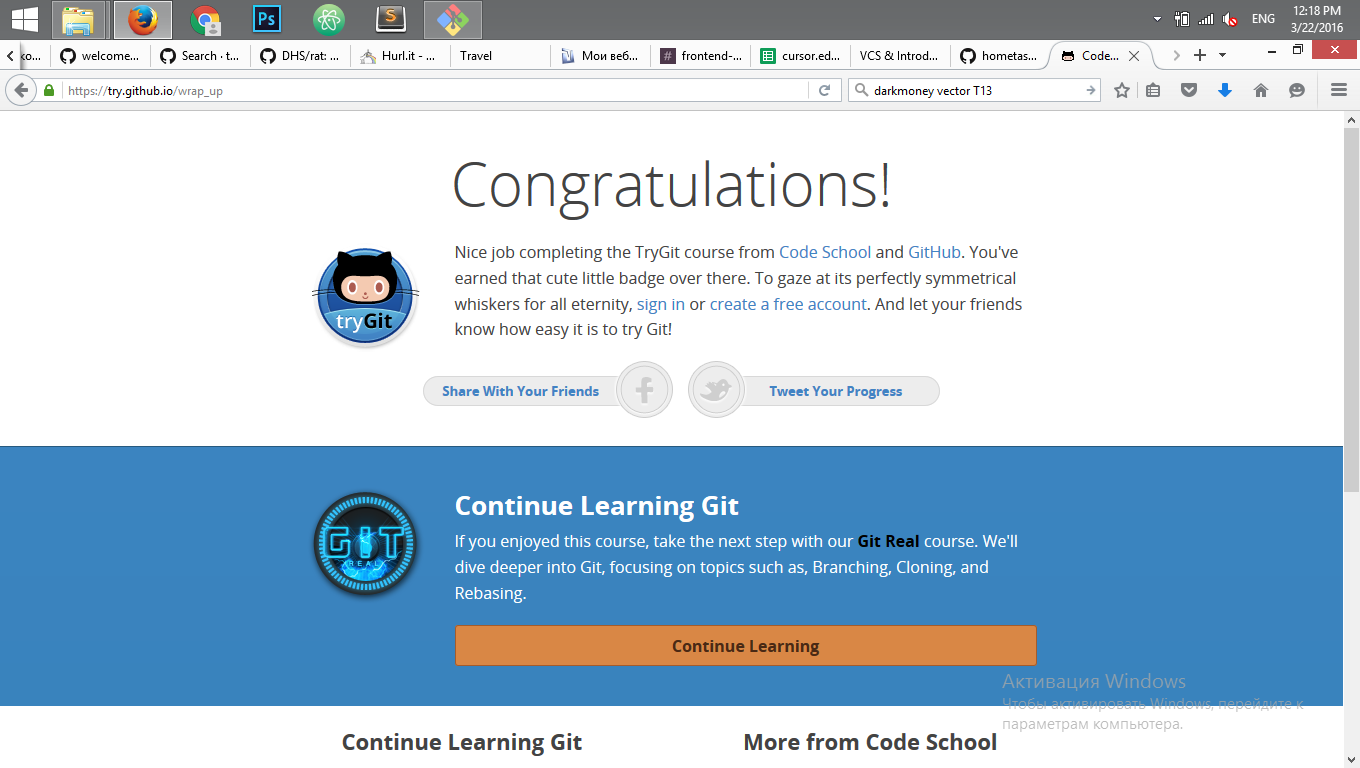 Ps
S
ENG
12:18 PM
3/22/2016
ко...
welcome...
Search · t...
DHS/rat: ...
Hurl.it - ...
Travel
Мои веб...
frontend-...
cursor.ed...
VCS & Introd...
hometas...
Code...
https://try.github.io/wrap_up
darkmoney vector T13
Congratulations!
Nice job completing the TryGit course from Code School and GitHub. You've
earned that cute little badge over there. To gaze at its perfectly symmetrical
whiskers for all eternity, sign in or create a free account. And let your friends
know how easy it is to try Git!
tryGit
Share With Your Friends
Tweet Your Progress
Continue Learning Git
If you enjoyed this course, take the next step with our Git Real course. We'll
dive deeper into Git, focusing on topics such as, Branching, Cloning, and
Rebasing.
GIT
REAL
Continue Learning
Активация Windows
Чтобы активировать Windows, перейдите к
параметрам компьютера.
Continue Learning Git
More from Code School